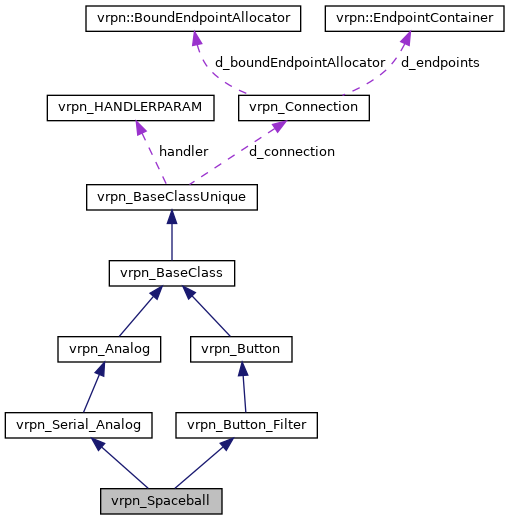 vrpn::BoundEndpointAllocator
vrpn::EndpointContainer
d_boundEndpointAllocator
d_endpoints
vrpn_HANDLERPARAM
vrpn_Connection
handler
d_connection
vrpn_BaseClassUnique
vrpn_BaseClass
vrpn_Analog
vrpn_Button
vrpn_Serial_Analog
vrpn_Button_Filter
vrpn_Spaceball